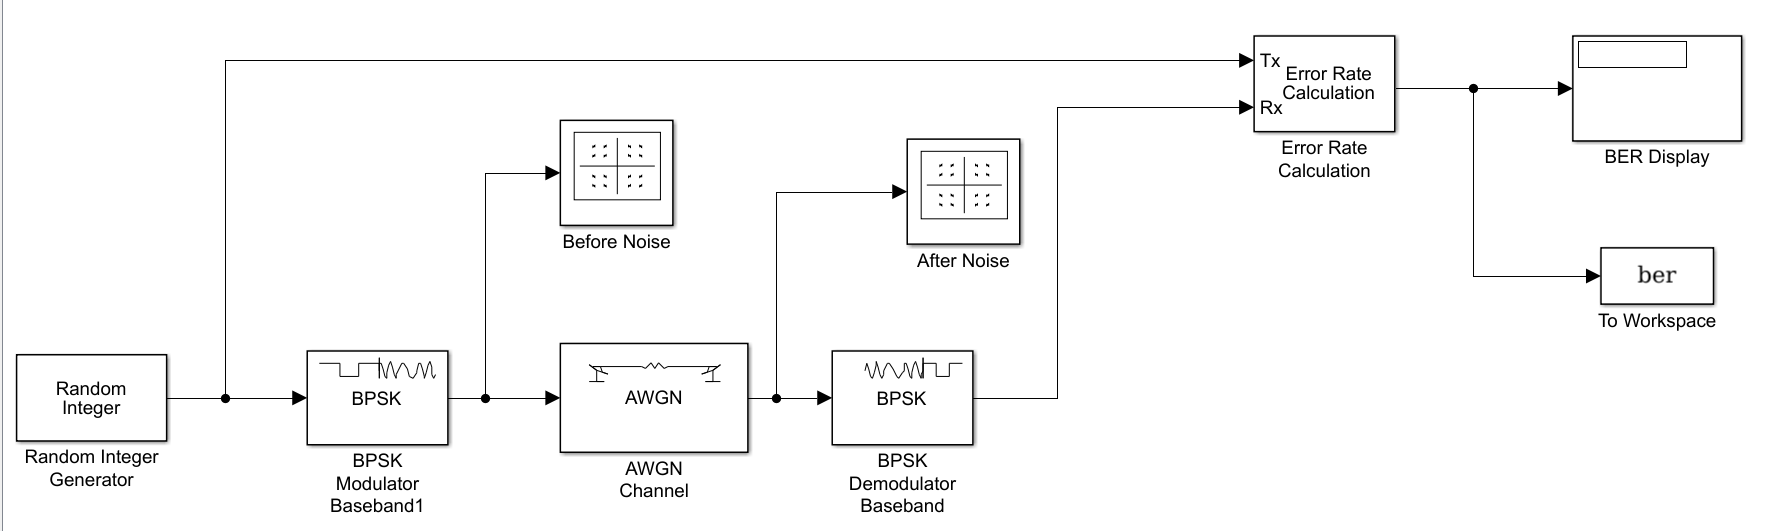 Tx
Error Rate
Calculation
Rx
Error Rate
Calculation
BER Display
Before Noise
After Noise
ber
To Workspace
Random
Integer
Random Integer
Generator
BPSK
BPSK
Modulator
Baseband1
AWGN
AWGN
Channel
BPSK
BPSK
Demodulator
Baseband